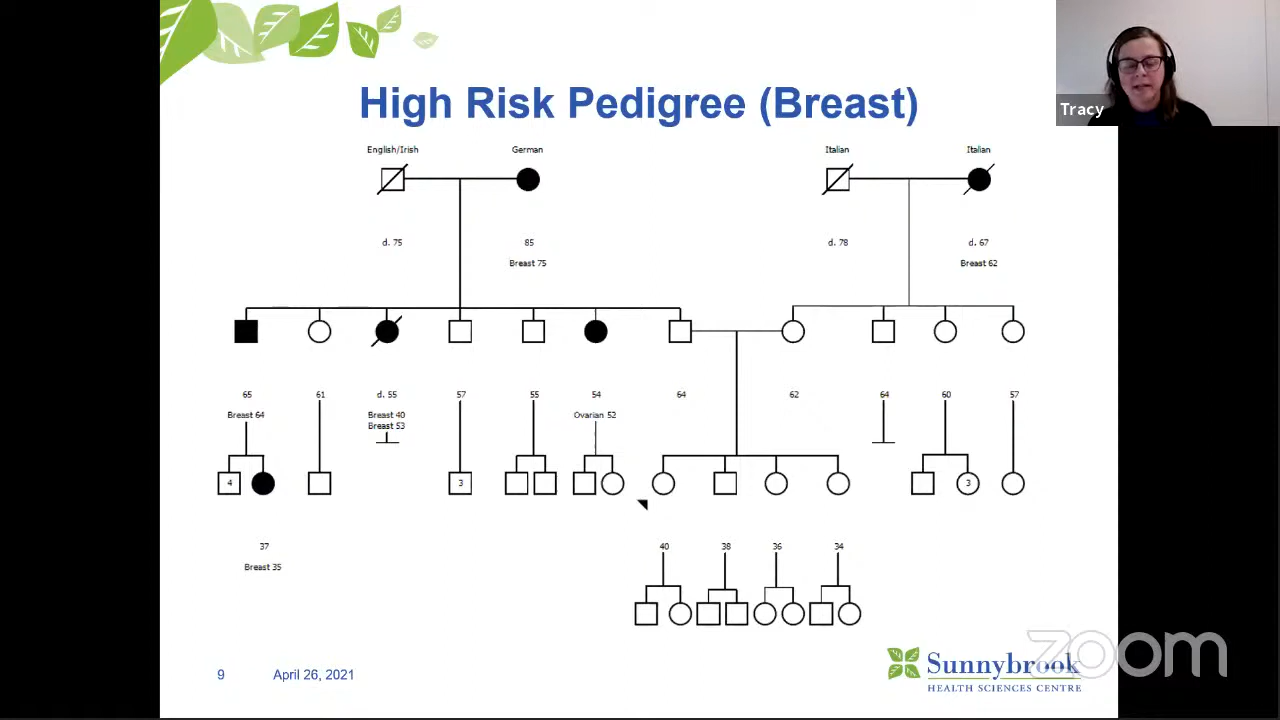 Tracy
High Risk Pedigree (Breast)
English/Irish
German
Italian
Italian
d. 75
85
d. 78
d. 67
Breast 75
Breast 62
65
61
d. 55
57
55
54
64
62
64
60
57
Breast 64
Breast 40
Ovarian 52
Breast 53
4
3
3
37
40
38
36
34
Breast 35
9
April 26, 2021
Sunnybrook
HEALTH SCIENCES CENTRE
zoom